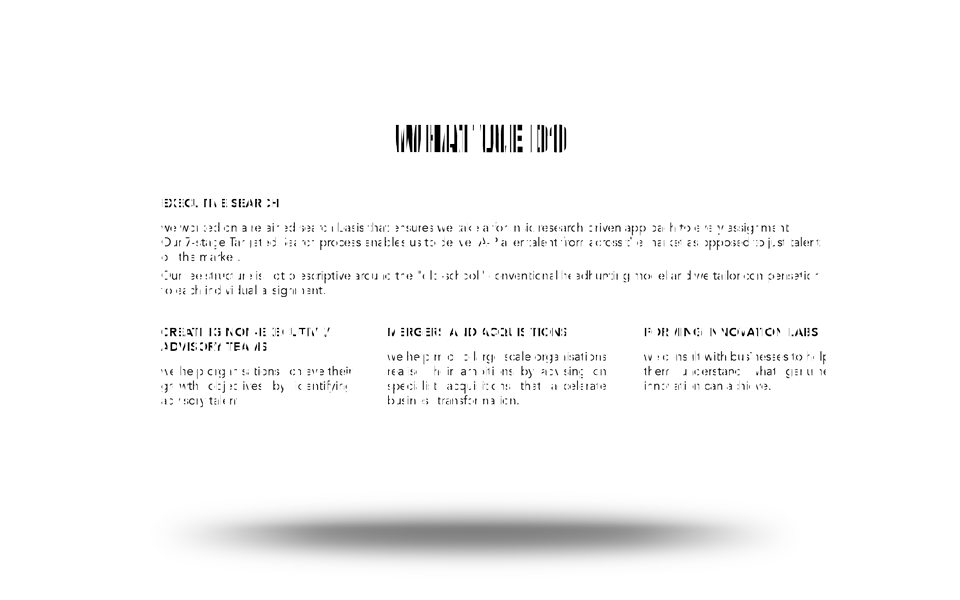 WHAT WE DO
EXECUTIVE SEARCH
We worked on a retained search basis that ensures we take a forensic research driven approach to every assignment.
Our 7-stage Targeted Search process enables us to deliver 'A-Player' talent from across the market as opposed to just talent
on the market.
Our fee structure is not prescriptive around the "old-school" conventional headhunting model and we tailor compensation
to each individual assignment.
CREATING NON-EXECUTIVE /
ADVISORY TEAMS
We help organisations achieve their
growth objectives by identifying
advisory talent
MERGERS AND ACQUISITIONS
We help mid to large scale organisations
realise their ambitions by advising on
specialist acquisitions that accelerate
business transformation.
FORMING INNOVATION LABS
We consult with businesses to help
them understand what genuine
innovation can achieve.